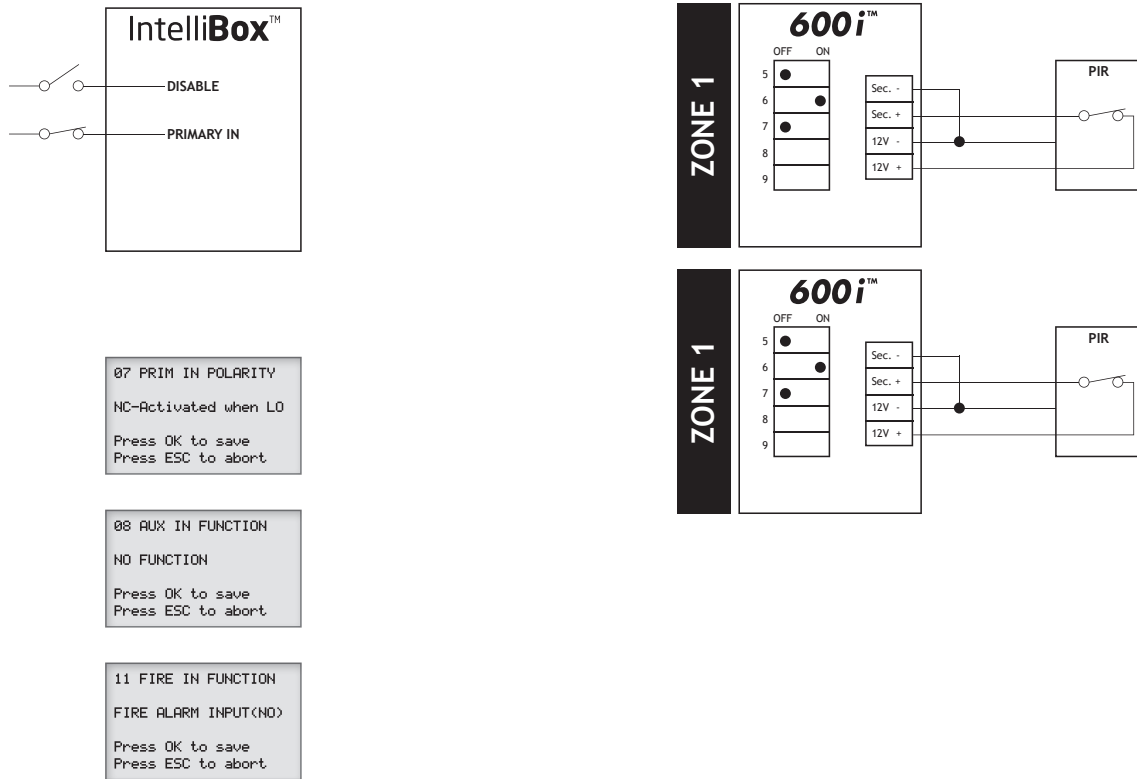 IntelliBox™
DISABLE
PRIMARY IN
07 PRIM IN POLARITY
NC-Activated when LO
Press OK to save
Press ESC to abort
08 AUX IN FUNCTION
NO FUNCTION
Press OK to save
Press ESC to abort
11 FIRE IN FUNCTION
FIRE ALARM INPUT(NO)
Press OK to save
Press ESC to abort
ZONE 1
600i™
OFF ON
5
6
7
8
9
Sec. -
Sec. +
12V -
12V +
PIR
ZONE 1
600i™
OFF ON
5
6
7
8
9
Sec. -
Sec. +
12V -
12V +
PIR